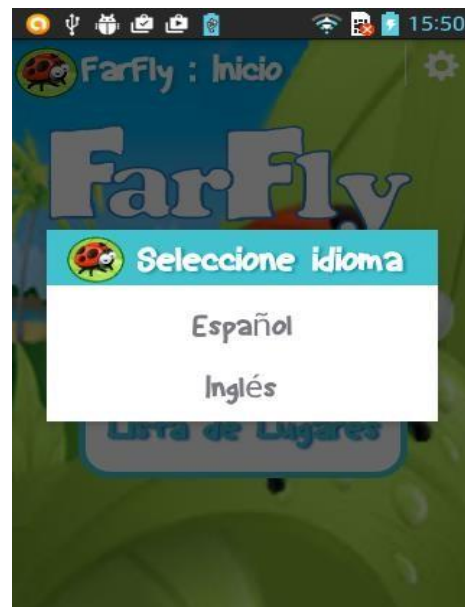 15:50
FarFly : Inicio
FarFly
Seleccione idioma
Español
Inglés
Lista de Lugares